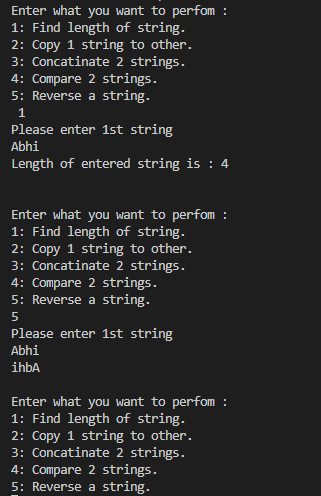 Enter what you want to perfom :
1: Find length of string.
2: Copy 1 string to other.
3: Concatinate 2 strings.
4: Compare 2 strings.
5: Reverse a string.
1
Please enter 1st string
Abhi
Length of entered string is : 4
Enter what you want to perfom :
1: Find length of string.
2: Copy 1 string to other.
3: Concatinate 2 strings.
4: Compare 2 strings.
5: Reverse a string.
5
Please enter 1st string
Abhi
ihbA
Enter what you want to perfom :
1: Find length of string.
2: Copy 1 string to other.
3: Concatinate 2 strings.
4: Compare 2 strings.
5: Reverse a string.